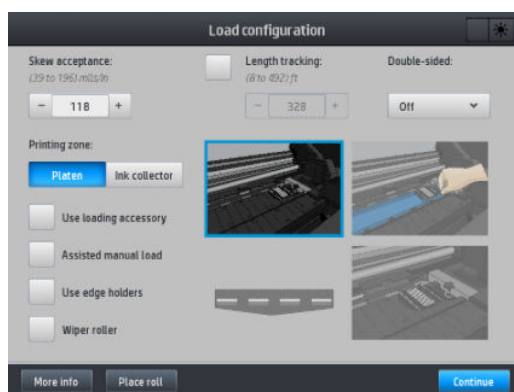 Load configuration
Skew acceptance:
(39 to 196) mils/in
- 118 +
Length tracking:
(8 to 492) ft
- 328 +
Double-sided:
Off
Printing zone:
Platen
Ink collector
Use loading accessory
Assisted manual load
Use edge holders
Wiper roller
More info
Place roll
Continue